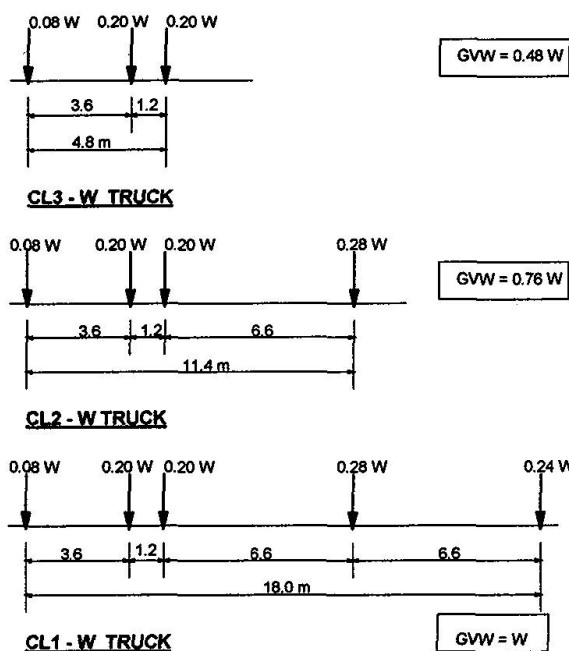 0.08 W 0.20 W 0.20 W
GVW = 0.48 W
3.6 1.2
4.8 m
CL3 - W TRUCK
0.08 W 0.20 W 0.20 W 0.28 W
GVW = 0.76 W
3.6 1.2 6.6
11.4 m
CL2 - W TRUCK
0.08 W 0.20 W 0.20 W 0.28 W 0.24 W
3.6 1.2 6.6 6.6
18.0 m
CL1 - W TRUCK
GVW = W